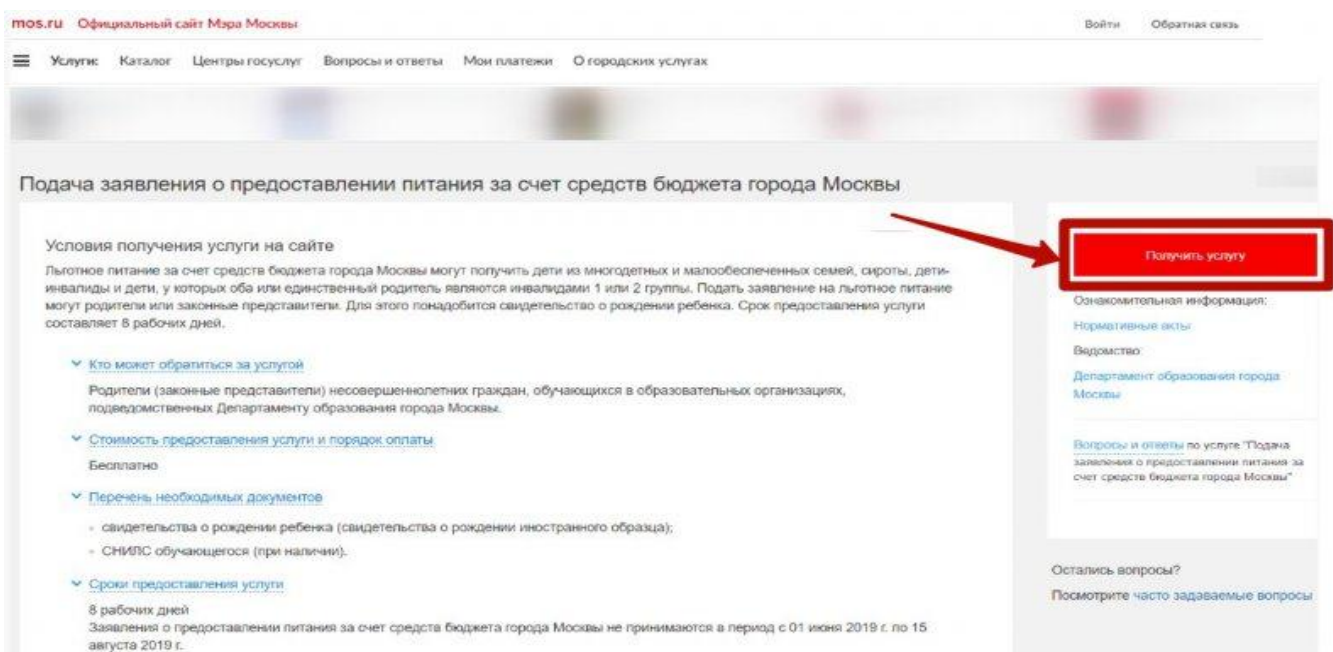 mos.ru Официальный сайт Мэра Москвы
Войти Обратная связь
Услуги: Каталог Центры госуслуг Вопросы и ответы Мои платежи О городских услугах
Подача заявления о предоставлении питания за счет средств бюджета города Москвы
Условия получения услуги на сайте
Льготное питание за счет средств бюджета города Москвы могут получить дети из многодетных и малообеспеченных семей, сироты, дети-
инвалиды и дети, у которых оба или единственный родитель являются инвалидами 1 или 2 группы. Подать заявление на льготное питание
могут родители или законные представители. Для этого понадобится свидетельство о рождении ребенка. Срок предоставления услуги
составляет 8 рабочих дней.
Кто может обратиться за услугой
Родители (законные представители) несовершеннолетних граждан, обучающихся в образовательных организациях,
подведомственных Департаменту образования города Москвы.
Стоимость предоставления услуги и порядок оплаты
Бесплатно
Перечень необходимых документов
свидетельства о рождении ребенка (свидетельства о рождении иностранного образца);
СНИЛС обучающегося (при наличии).
Сроки предоставления услуги
8 рабочих дней
Заявления о предоставлении питания за счет средств бюджета города Москвы не принимаются в период с 01 июня 2019 г. по 15
августа 2019 г.
Получить услугу
Ознакомительная информация:
Нормативные акты
Ведомство
Департамент образования города
Москвы
Вопросы и ответы по услуге "Подача
заявления о предоставлении питания за
счет средств бюджета города Москвы"
Остались вопросы?
Посмотрите часто задаваемые вопросы